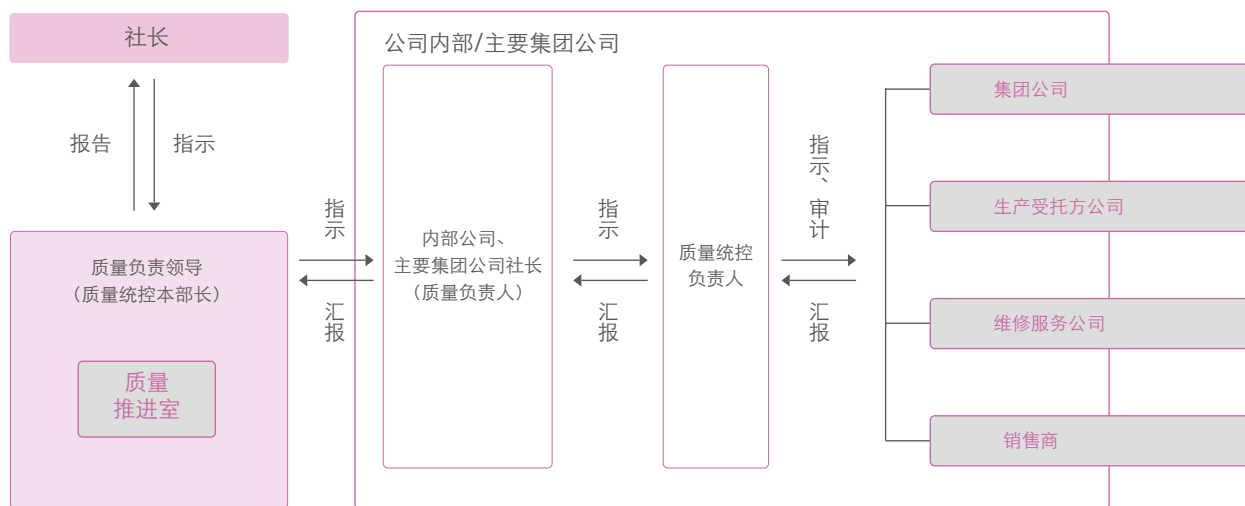 社长
公司内部/主要集团公司
报告
指示
质量负责领导
（质量统控本部长）
质量
推进室
指示
汇报
内部公司、
主要集团公司社长
（质量负责人）
指示
汇报
质量统控
负责人
指示、审计
汇报
集团公司
生产受托方公司
维修服务公司
销售商